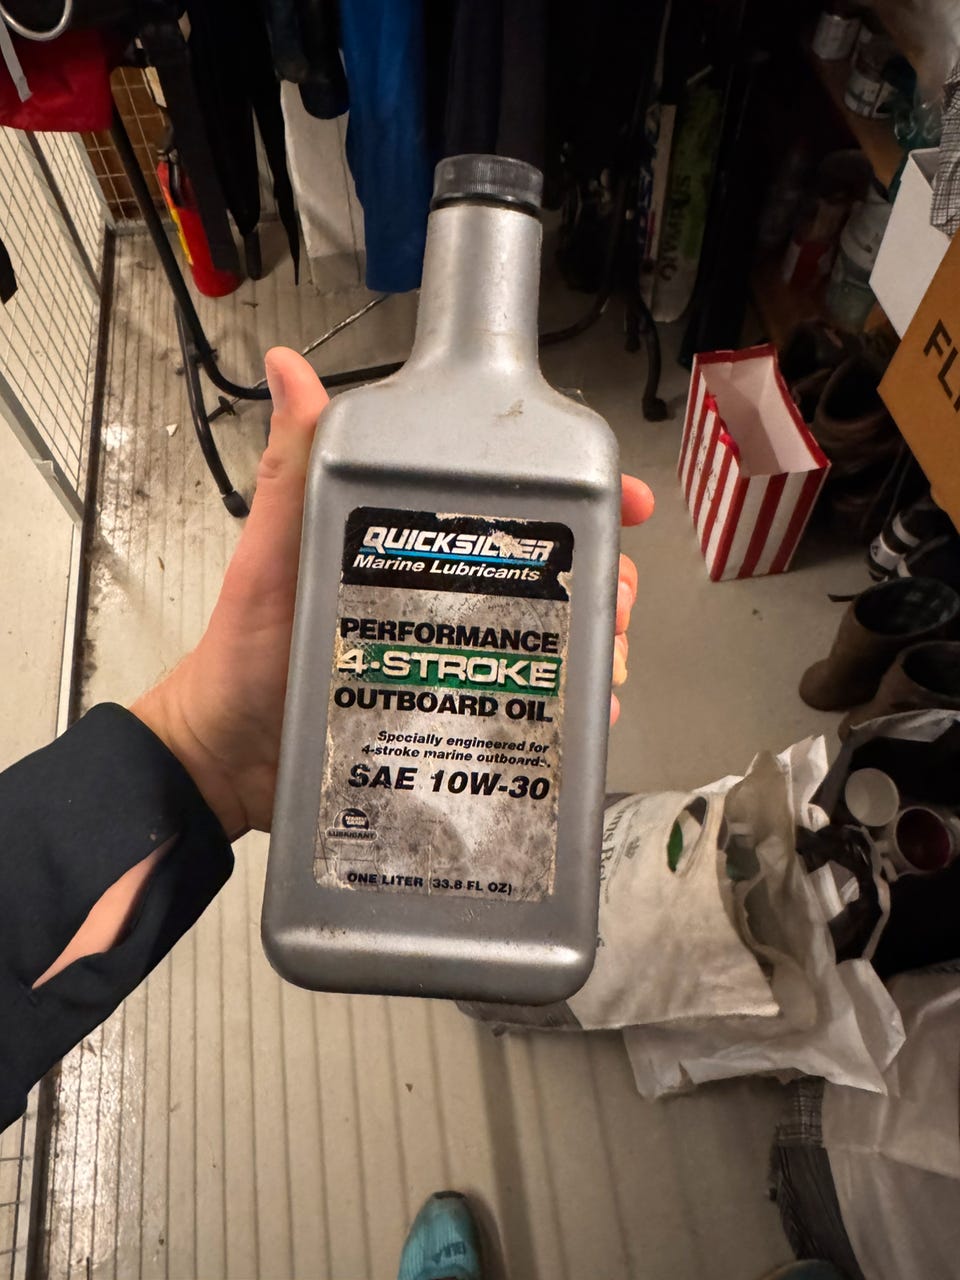 QUICKSILVER
Marine Lubricants
PERFORMANCE
4-STROKE
OUTBOARD OIL
Specially engineered for
4-stroke marine outboards.
SAE 10W-30
LUBRICANT
ONE LITER (33.8 FL OZ)